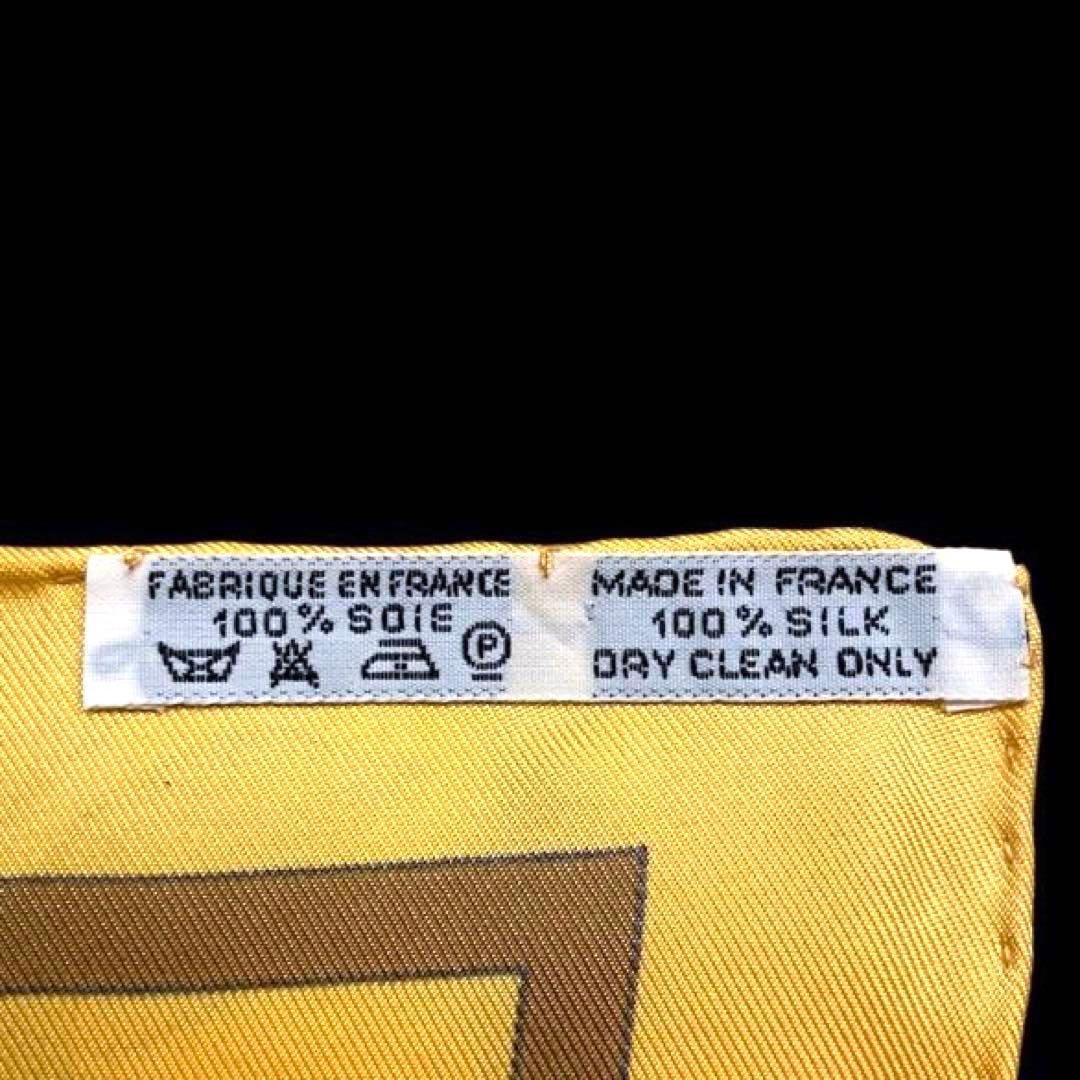 FABRIQUE EN FRANCE
100% SOIE
P
MADE IN FRANCE
100% SILK
DRY CLEAN ONLY